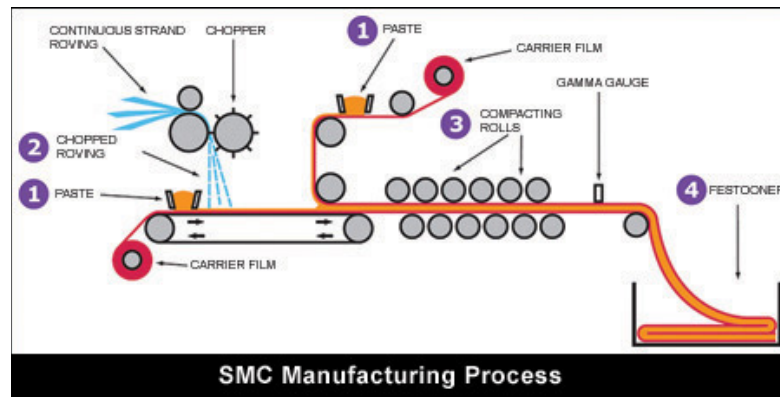 CONTINUOUS STRAND
ROVING
CHOPPER
1 PASTE
CARRIER FILM
GAMMA GAUGE
3 COMPACTING
ROLLS
2 CHOPPED
ROVING
1 PASTE
4 FESTOONER
CARRIER FILM
SMC Manufacturing Process